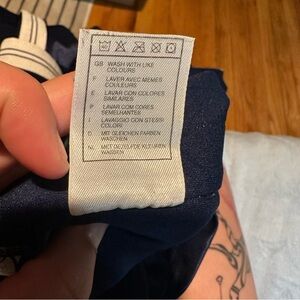 GB WASH WITH LIKE
COLOURS
F LAVER AVEC MEMES
COULEURS
E LAVAR CON COLORES
SIMILARES
P LAVAR COM CORES
SEMELHANTES
I LAVAGGIO CON STESSI
COLORI
D MIT GLEICHEN FARBEN
WASCHEN
NL MET DEZELFDE KLEUREN
WASSEN